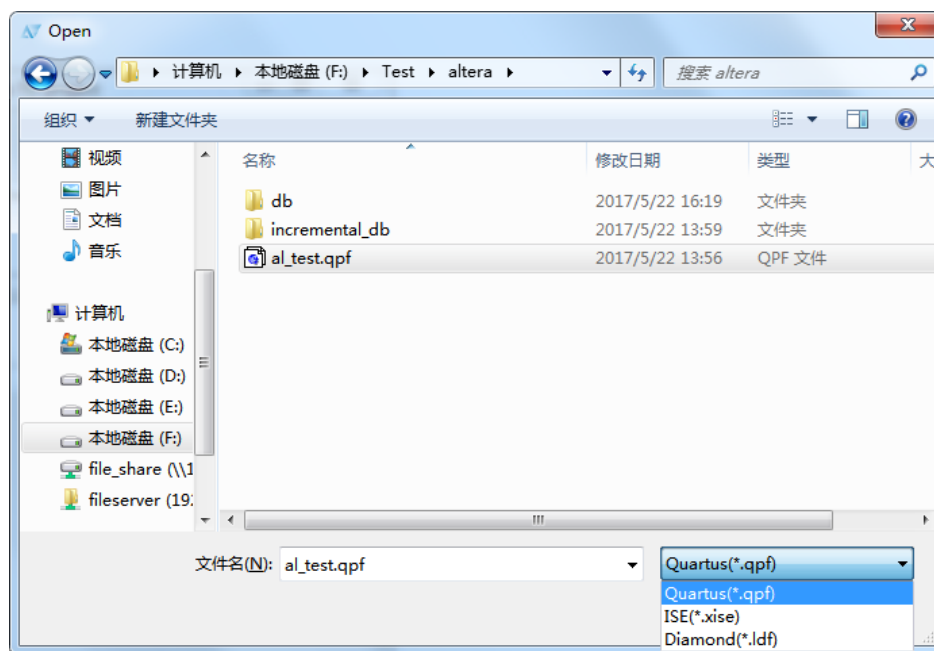 Open
计算机 本地磁盘 (F:) Test altera 搜索 altera
组织 新建文件夹
名称 修改日期 类型 大
视频
图片
文档
音乐
计算机
本地磁盘 (C:)
本地磁盘 (D:)
本地磁盘 (E:)
本地磁盘 (F:)
file_share (\\1
fileserver (192
db 2017/5/22 16:19 文件夹
incremental_db 2017/5/22 13:59 文件夹
al_test.qpf 2017/5/22 13:56 QPF 文件
文件名(N): al_test.qpf Quartus(*.qpf)
Quartus(*.qpf)
ISE(*.xise)
Diamond(*.ldf)